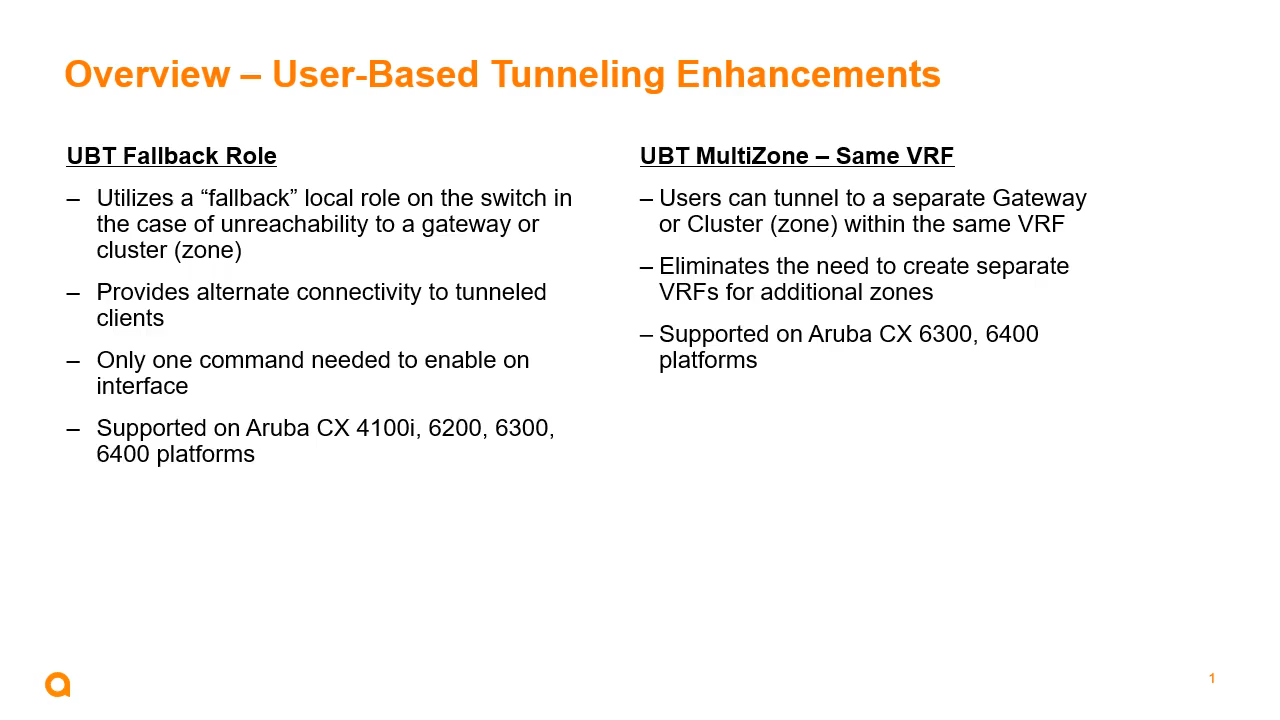 Overview – User-Based Tunneling Enhancements
UBT Fallback Role
– Utilizes a “fallback” local role on the switch in
the case of unreachability to a gateway or
cluster (zone)
– Provides alternate connectivity to tunneled
clients
– Only one command needed to enable on
interface
– Supported on Aruba CX 4100i, 6200, 6300,
6400 platforms
UBT MultiZone – Same VRF
– Users can tunnel to a separate Gateway
or Cluster (zone) within the same VRF
– Eliminates the need to create separate
VRFs for additional zones
– Supported on Aruba CX 6300, 6400
platforms
1